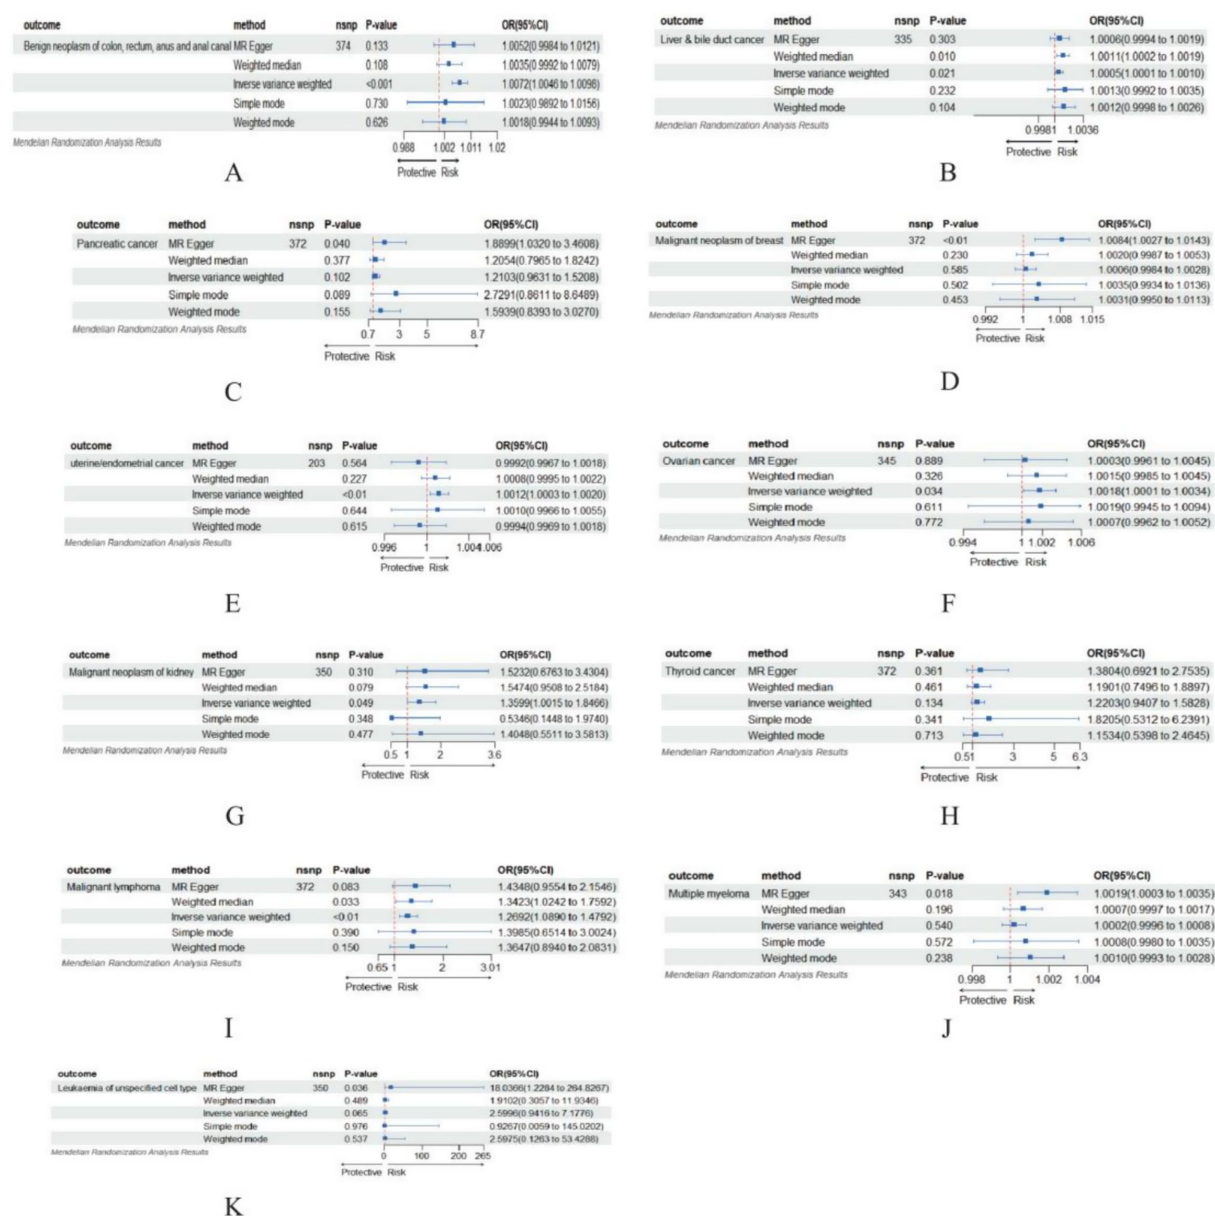 outcome method nsnp P-value OR(95%CI)
Benign neoplasm of colon, rectum, anus and anal canal MR Egger 374 0.133 1.0052(0.9984 to 1.0121)
Weighted median 0.108 1.0035(0.9992 to 1.0079)
Inverse variance weighted <0.001 1.0072(1.0046 to 1.0098)
Simple mode 0.730 1.0023(0.9892 to 1.0156)
Weighted mode 0.626 1.0018(0.9944 to 1.0093)
Mendelian Randomization Analysis Results
0.988 1.002 1.011 1.02
Protective Risk
A
outcome method nsnp P-value OR(95%CI)
Liver & bile duct cancer MR Egger 335 0.303 1.0006(0.9994 to 1.0019)
Weighted median 0.010 1.0011(1.0002 to 1.0019)
Inverse variance weighted 0.021 1.0005(1.0001 to 1.0010)
Simple mode 0.232 1.0013(0.9992 to 1.0035)
Weighted mode 0.104 1.0012(0.9998 to 1.0026)
Mendelian Randomization Analysis Results
0.9981 1.0036
Protective Risk
B
outcome method nsnp P-value OR(95%CI)
Pancreatic cancer MR Egger 372 0.040 1.8899(1.0320 to 3.4608)
Weighted median 0.377 1.2054(0.7965 to 1.8242)
Inverse variance weighted 0.102 1.2103(0.9631 to 1.5208)
Simple mode 0.089 2.7291(0.8611 to 8.6489)
Weighted mode 0.155 1.5939(0.8393 to 3.0270)
Mendelian Randomization Analysis Results
0.7 3 5 8.7
Protective Risk
C
outcome method nsnp P-value OR(95%CI)
Malignant neoplasm of breast MR Egger 372 <0.01 1.0084(1.0027 to 1.0143)
Weighted median 0.230 1.0020(0.9987 to 1.0053)
Inverse variance weighted 0.585 1.0006(0.9984 to 1.0028)
Simple mode 0.502 1.0035(0.9934 to 1.0136)
Weighted mode 0.453 1.0031(0.9950 to 1.0113)
Mendelian Randomization Analysis Results
0.992 1 1.008 1.015
Protective Risk
D
outcome method nsnp P-value OR(95%CI)
uterine/endometrial cancer MR Egger 203 0.564 0.9992(0.9967 to 1.0018)
Weighted median 0.227 1.0008(0.9995 to 1.0022)
Inverse variance weighted <0.01 1.0012(1.0003 to 1.0020)
Simple mode 0.644 1.0010(0.9966 to 1.0055)
Weighted mode 0.615 0.9994(0.9969 to 1.0018)
Mendelian Randomization Analysis Results
0.996 1 1.004 1.006
Protective Risk
E
outcome method nsnp P-value OR(95%CI)
Ovarian cancer MR Egger 345 0.889 1.0003(0.9961 to 1.0045)
Weighted median 0.326 1.0015(0.9985 to 1.0045)
Inverse variance weighted 0.034 1.0018(1.0001 to 1.0034)
Simple mode 0.611 1.0019(0.9945 to 1.0094)
Weighted mode 0.772 1.0007(0.9962 to 1.0052)
Mendelian Randomization Analysis Results
0.994 1 1.002 1.006
Protective Risk
F
outcome method nsnp P-value OR(95%CI)
Malignant neoplasm of kidney MR Egger 350 0.310 1.5232(0.6763 to 3.4304)
Weighted median 0.079 1.5474(0.9508 to 2.5184)
Inverse variance weighted 0.049 1.3599(1.0015 to 1.8466)
Simple mode 0.348 0.5346(0.1448 to 1.9740)
Weighted mode 0.477 1.4048(0.5511 to 3.5813)
Mendelian Randomization Analysis Results
0.5 1 2 3.6
Protective Risk
G
outcome method nsnp P-value OR(95%CI)
Thyroid cancer MR Egger 372 0.361 1.3804(0.6921 to 2.7535)
Weighted median 0.461 1.1901(0.7496 to 1.8897)
Inverse variance weighted 0.134 1.2203(0.9407 to 1.5828)
Simple mode 0.341 1.8205(0.5312 to 6.2391)
Weighted mode 0.713 1.1534(0.5398 to 2.4645)
Mendelian Randomization Analysis Results
0.5 1 3 5 6.3
Protective Risk
H
outcome method nsnp P-value OR(95%CI)
Malignant lymphoma MR Egger 372 0.083 1.4348(0.9554 to 2.1546)
Weighted median 0.033 1.3423(1.0242 to 1.7592)
Inverse variance weighted <0.01 1.2692(1.0890 to 1.4792)
Simple mode 0.390 1.3985(0.6514 to 3.0024)
Weighted mode 0.150 1.3647(0.8940 to 2.0831)
Mendelian Randomization Analysis Results
0.65 1 2 3.01
Protective Risk
I
outcome method nsnp P-value OR(95%CI)
Multiple myeloma MR Egger 343 0.018 1.0019(1.0003 to 1.0035)
Weighted median 0.196 1.0007(0.9997 to 1.0017)
Inverse variance weighted 0.540 1.0002(0.9996 to 1.0008)
Simple mode 0.572 1.0008(0.9980 to 1.0035)
Weighted mode 0.238 1.0010(0.9993 to 1.0028)
Mendelian Randomization Analysis Results
0.998 1 1.002 1.004
Protective Risk
J
outcome method nsnp P-value OR(95%CI)
Leukaemia of unspecified cell type MR Egger 350 0.036 18.0366(1.2284 to 264.8267)
Weighted median 0.489 1.9102(0.3057 to 11.9346)
Inverse variance weighted 0.065 2.5996(0.9416 to 7.1776)
Simple mode 0.976 0.9267(0.0059 to 145.0202)
Weighted mode 0.537 2.5975(0.1263 to 53.4288)
Mendelian Randomization Analysis Results
0 100 200 265
Protective Risk
K